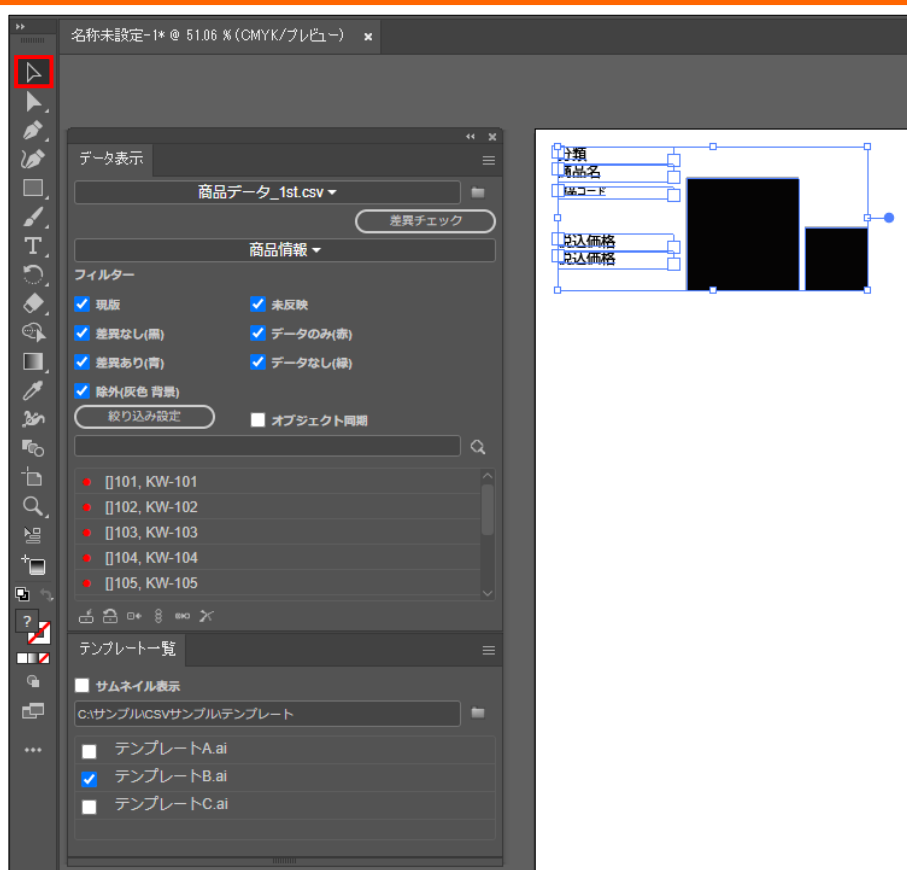 名称未設定-1* @ 51.06 % (CMYK/プレビュー) ×
データ表示
商品データ_1st.csv
差異チェック
商品情報
フィルター
現版
未反映
差異なし(黒)
データのみ(赤)
差異あり(青)
データなし(緑)
除外(灰色 背景)
絞り込み設定
オブジェクト同期
[]101, KW-101
[]102, KW-102
[]103, KW-103
[]104, KW-104
[]105, KW-105
テンプレート一覧
サムネイル表示
C:\サンプル\CSVサンプル\テンプレート
テンプレートA.ai
テンプレートB.ai
テンプレートC.ai
分類
商品名
商品コード
税込価格
税込価格